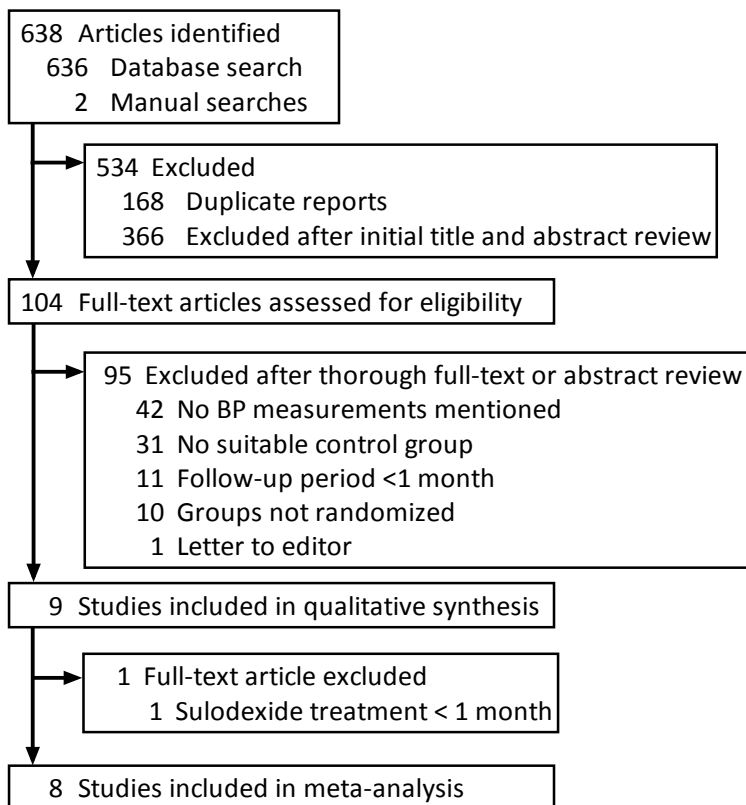 638 Articles identified
636 Database search
2 Manual searches
534 Excluded
168 Duplicate reports
366 Excluded after initial title and abstract review
104 Full-text articles assessed for eligibility
95 Excluded after thorough full-text or abstract review
42 No BP measurements mentioned
31 No suitable control group
11 Follow-up period <1 month
10 Groups not randomized
1 Letter to editor
9 Studies included in qualitative synthesis
1 Full-text article excluded
1 Sulodexide treatment < 1 month
8 Studies included in meta-analysis